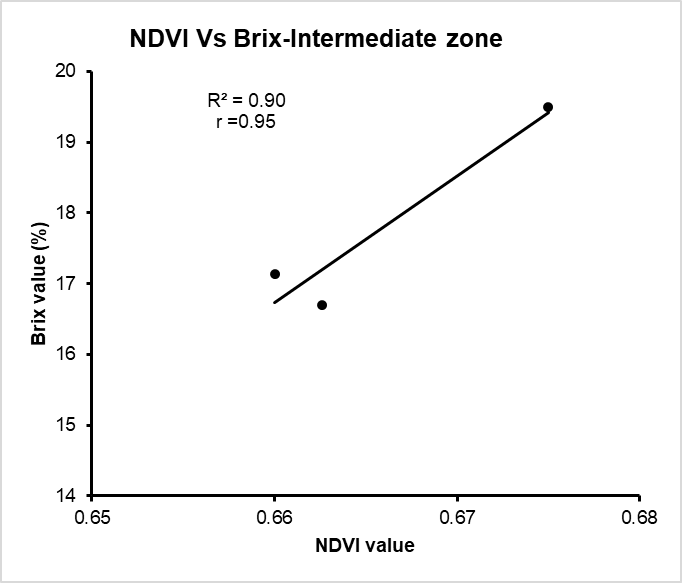 NDVI Vs Brix-Intermediate zone
R² = 0.90
r =0.95
20
19
18
17
16
15
14
Brix value (%)
0.65 0.66 0.67 0.68
NDVI value